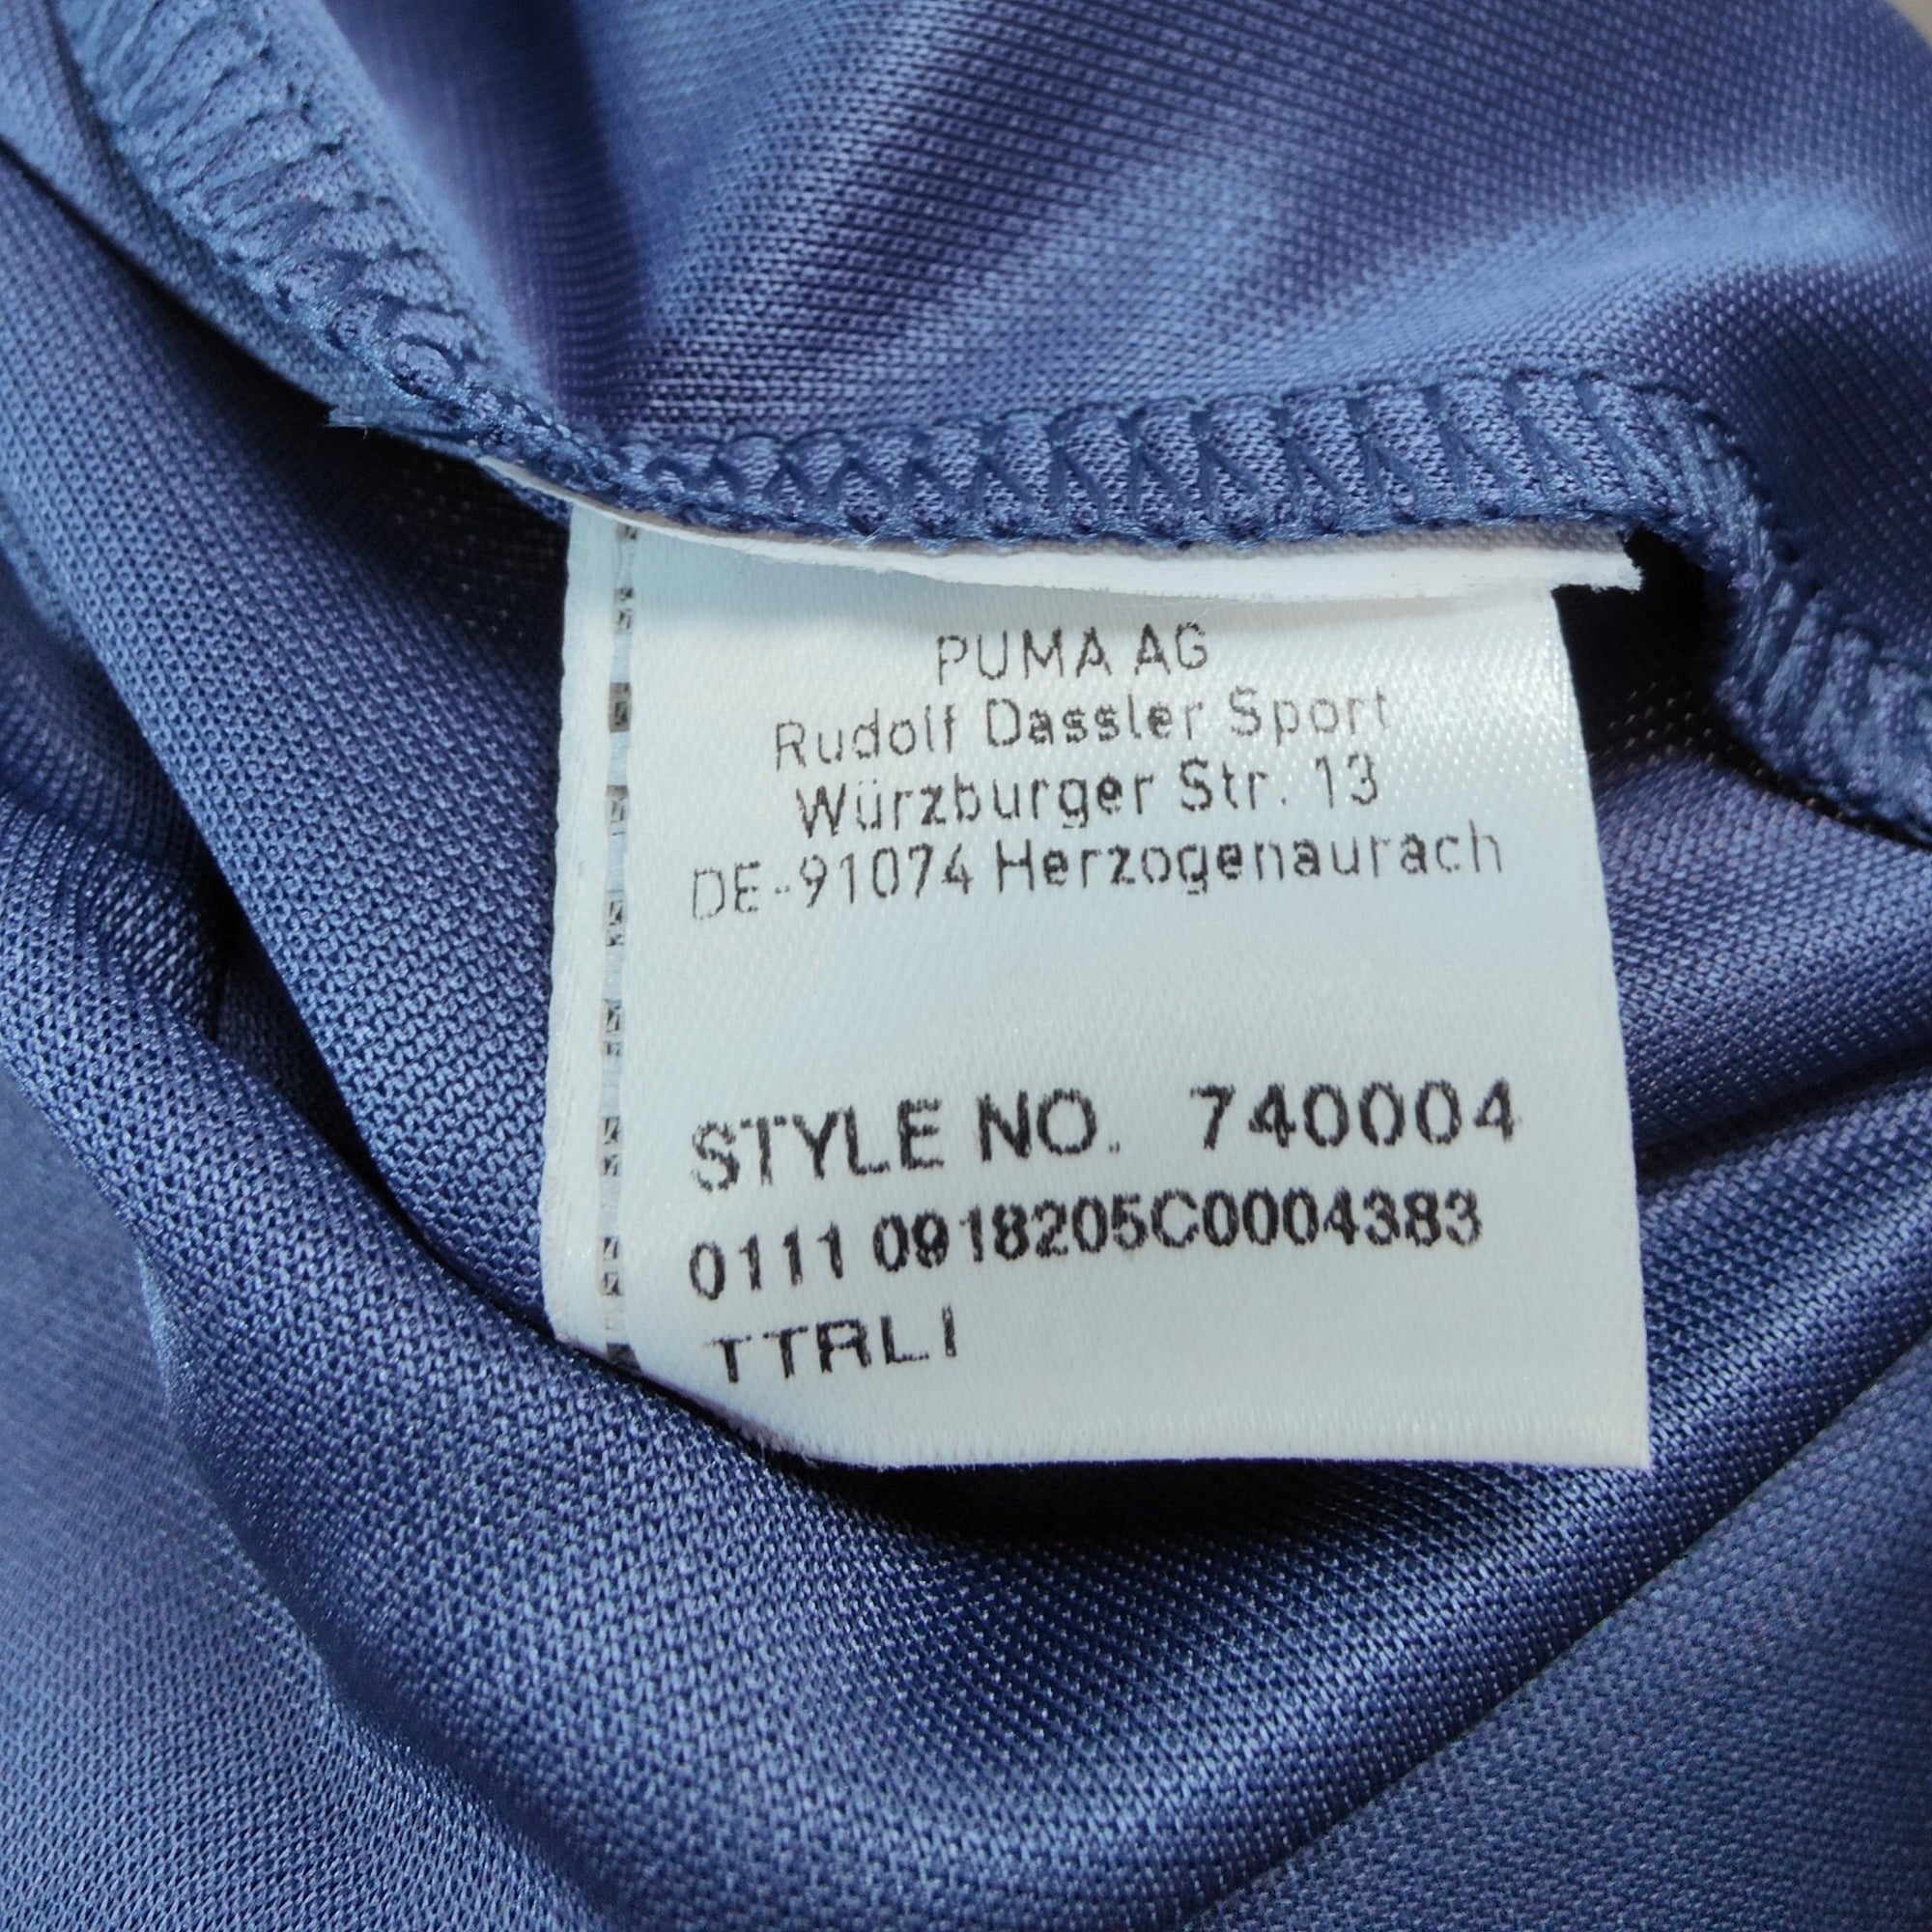 PUMA AG
Rudolf Dassler Sport
Würzburger Str. 13
DE-91074 Herzogenaurach
STYLE NO. 740004
0111 0918205C0004383
TTRLI